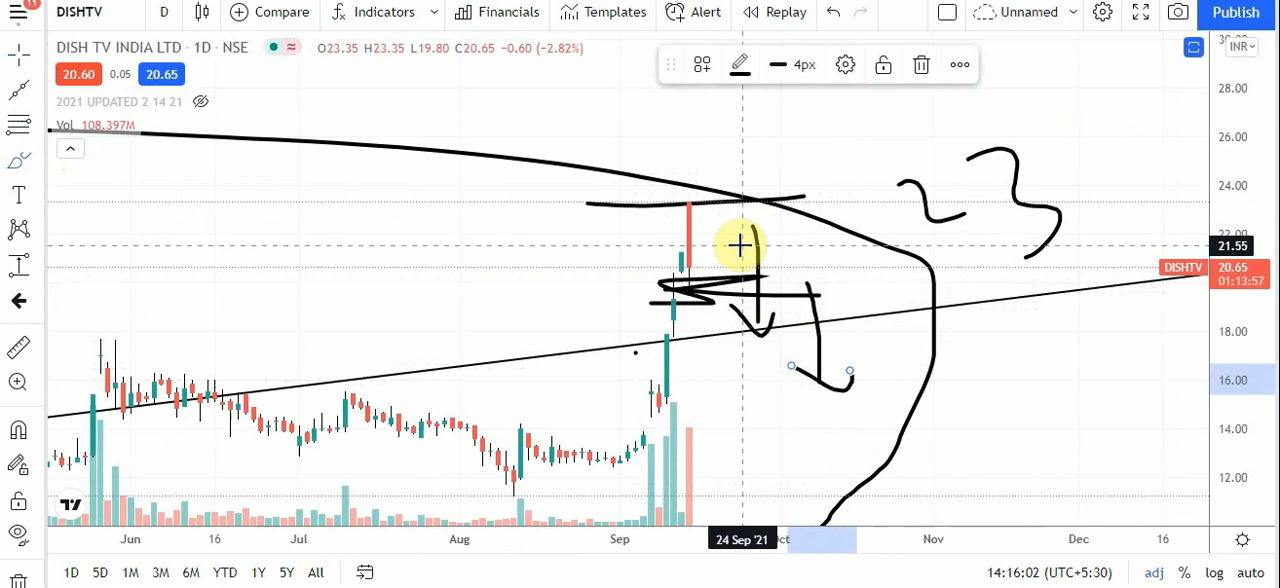 11
DISHTV D Compare Indicators Financials Templates Alert Replay Unnamed Publish
DISH TV INDIA LTD · 1D · NSE O23.35 H23.35 L19.80 C20.65 -0.60 (-2.82%)
INR
20.60 0.05 20.65
4px
2021 UPDATED 2 14 21
Vol 108.397M
28.00
26.00
24.00
22.00
21.55
DISHTV 20.65
01:13:57
18.00
16.00
14.00
12.00
23
Jun 16 Jul Aug Sep 24 Sep '21 Nov Dec 16
1D 5D 1M 3M 6M YTD 1Y 5Y All 14:16:02 (UTC+5:30) adj % log auto